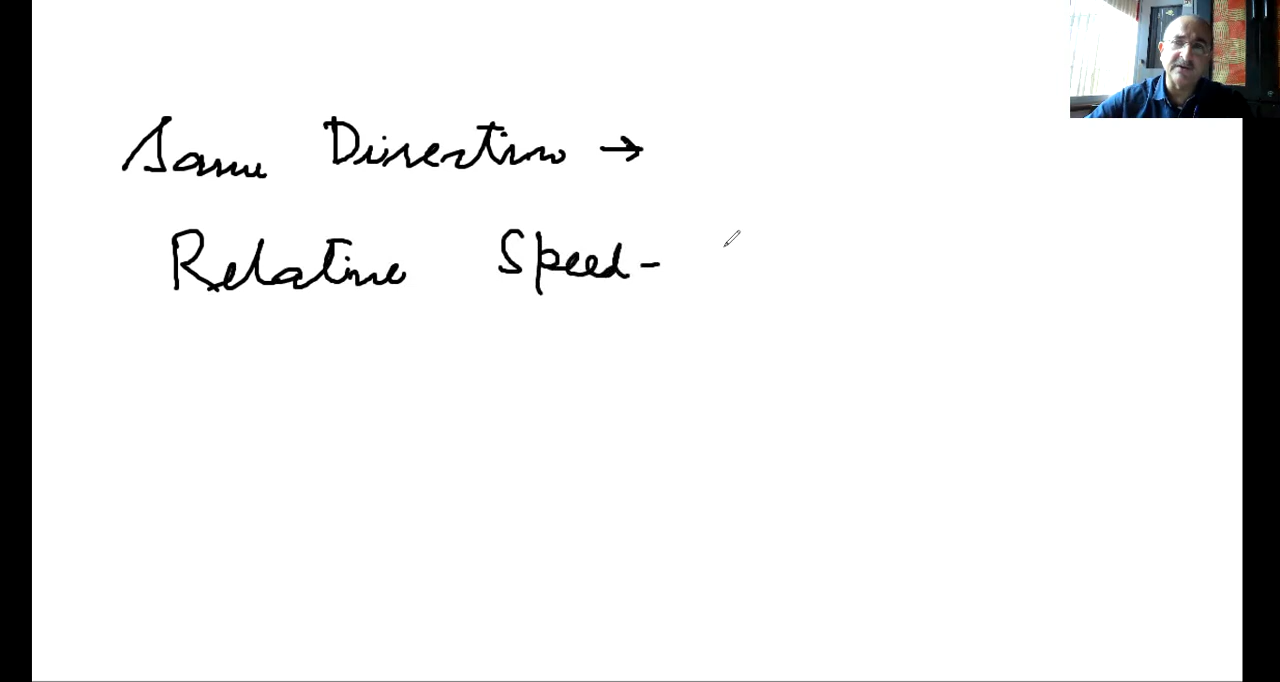 Same Direction →
Relative Speed-